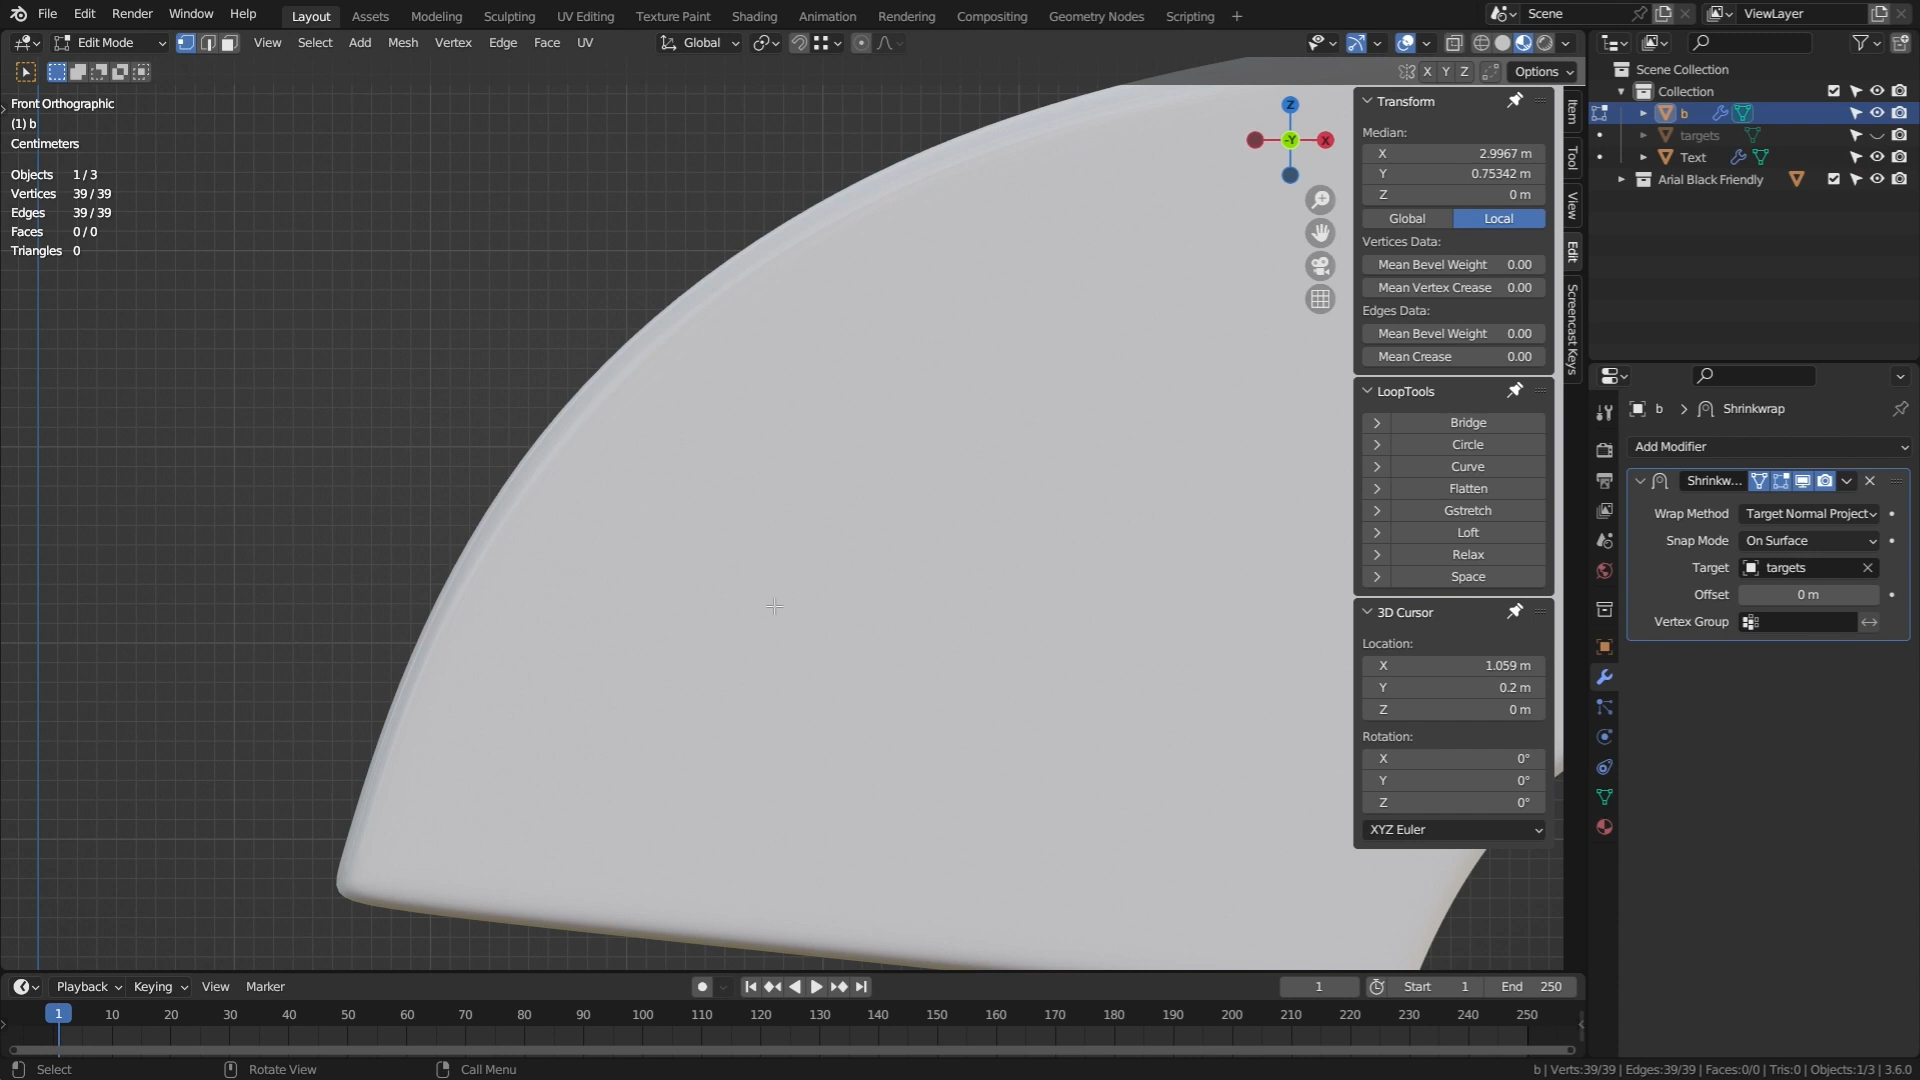 File Edit Render Window Help Layout Assets Modeling Sculpting UV Editing Texture Paint Shading Animation Rendering Compositing Geometry Nodes Scripting + Scene ViewLayer
Edit Mode View Select Add Mesh Vertex Edge Face UV Global
X Y Z Options
Front Orthographic
(1) b
Centimeters
Objects 1 / 3
Vertices 39 / 39
Edges 39 / 39
Faces 0 / 0
Triangles 0
Z
-Y X
Transform
Median:
X 2.9967 m
Y 0.75342 m
Z 0 m
Global Local
Vertices Data:
Mean Bevel Weight 0.00
Mean Vertex Crease 0.00
Edges Data:
Mean Bevel Weight 0.00
Mean Crease 0.00
LoopTools
Bridge
Circle
Curve
Flatten
Gstretch
Loft
Relax
Space
3D Cursor
Location:
X 1.059 m
Y 0.2 m
Z 0 m
Rotation:
X 0°
Y 0°
Z 0°
XYZ Euler
Item
Tool
View
Edit
Screencast Keys
Scene Collection
Collection
b
targets
Text
Arial Black Friendly
b > Shrinkwrap
Add Modifier
Shrinkw...
Wrap Method Target Normal Project
Snap Mode On Surface
Target targets
Offset 0 m
Vertex Group
Playback Keying View Marker 1 Start 1 End 250
1 10 20 30 40 50 60 70 80 90 100 110 120 130 140 150 160 170 180 190 200 210 220 230 240 250
Select Rotate View Call Menu b | Verts:39/39 | Edges:39/39 | Faces:0/0 | Tris:0 | Objects:1/3 | 3.6.0